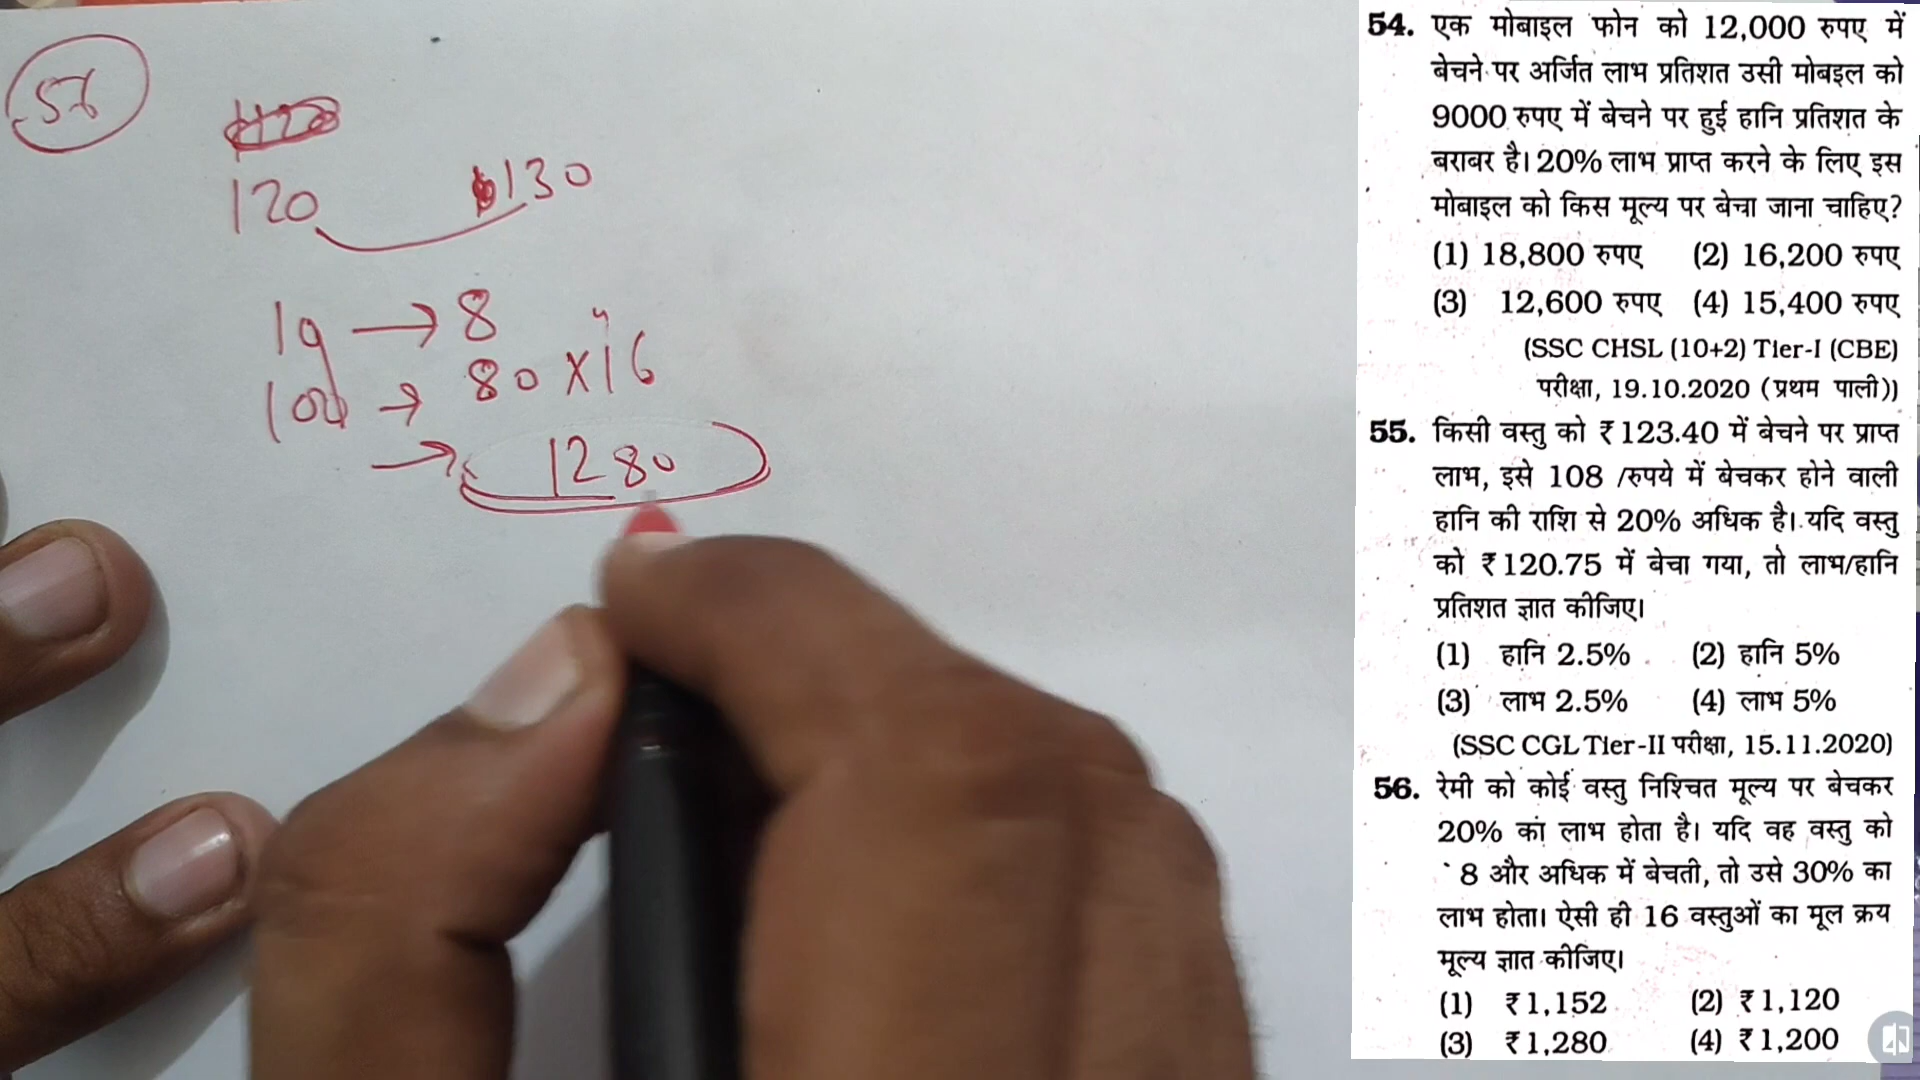 56
120 130
10 → 8
100 → 80 × 16
→ 1280
54. एक मोबाइल फोन को 12,000 रुपए में
बेचने पर अर्जित लाभ प्रतिशत उसी मोबइल को
9000 रुपए में बेचने पर हुई हानि प्रतिशत के
बराबर है। 20% लाभ प्राप्त करने के लिए इस
मोबाइल को किस मूल्य पर बेचा जाना चाहिए?
(1) 18,800 रुपए (2) 16,200 रुपए
(3) 12,600 रुपए (4) 15,400 रुपए
(SSC CHSL (10+2) Tier-I (CBE)
परीक्षा, 19.10.2020 (प्रथम पाली))
55. किसी वस्तु को ₹ 123.40 में बेचने पर प्राप्त
लाभ, इसे 108 /रुपये में बेचकर होने वाली
हानि की राशि से 20% अधिक है। यदि वस्तु
को ₹ 120.75 में बेचा गया, तो लाभ/हानि
प्रतिशत ज्ञात कीजिए।
(1) हानि 2.5% (2) हानि 5%
(3) लाभ 2.5% (4) लाभ 5%
(SSC CGL Tier-II परीक्षा, 15.11.2020)
56. रेमी को कोई वस्तु निश्चित मूल्य पर बेचकर
20% का लाभ होता है। यदि वह वस्तु को
` 8 और अधिक में बेचती, तो उसे 30% का
लाभ होता। ऐसी ही 16 वस्तुओं का मूल क्रय
मूल्य ज्ञात कीजिए।
(1) ₹ 1,152 (2) ₹ 1,120
(3) ₹ 1,280 (4) ₹ 1,200